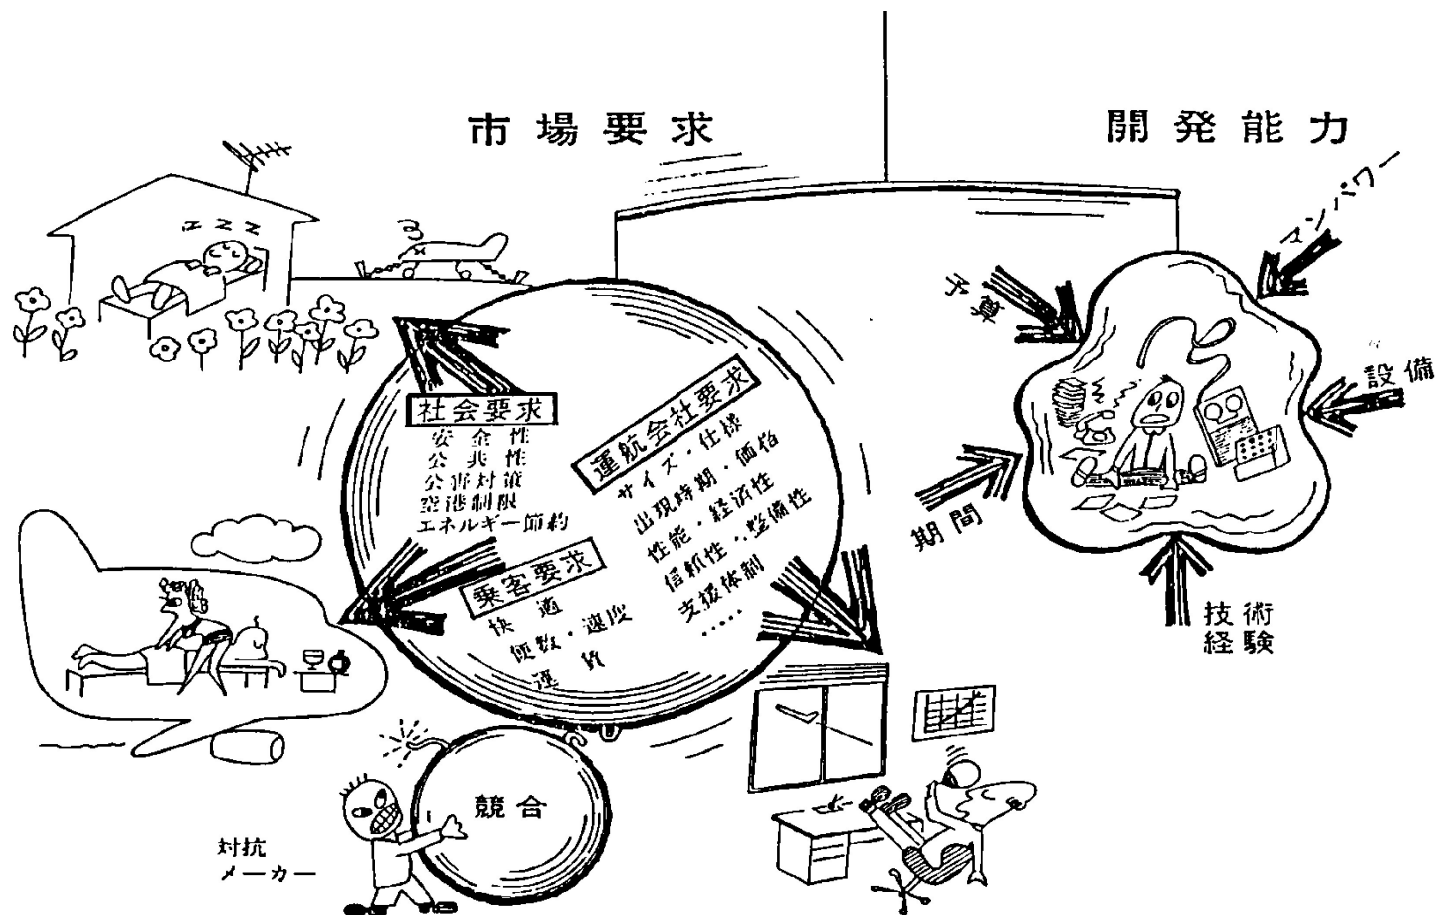 市場要求
開発能力
zzz
社会要求
安全性
公共性
公害対策
空港制限
エネルギー節約
運航会社要求
サイズ・仕様
出現時期・価格
性能・経済性
信頼性・整備性
支援体制
.....
乗客要求
快適
便数・速度
運賃
競合
対抗
メーカー
マンパワー
予算
設備
期間
技術
経験